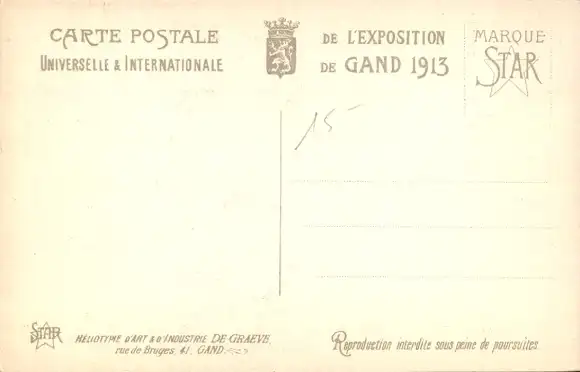 CARTE POSTALE
UNIVERSELLE & INTERNATIONALE
DE L'EXPOSITION
DE GAND 1913
MARQUE
STAR
15-
STAR
HÉLIOTYPIE D'ART & D'INDUSTRIE DE GRAEVE,
rue de Bruges, 41, GAND.
Reproduction interdite sous peine de poursuites.